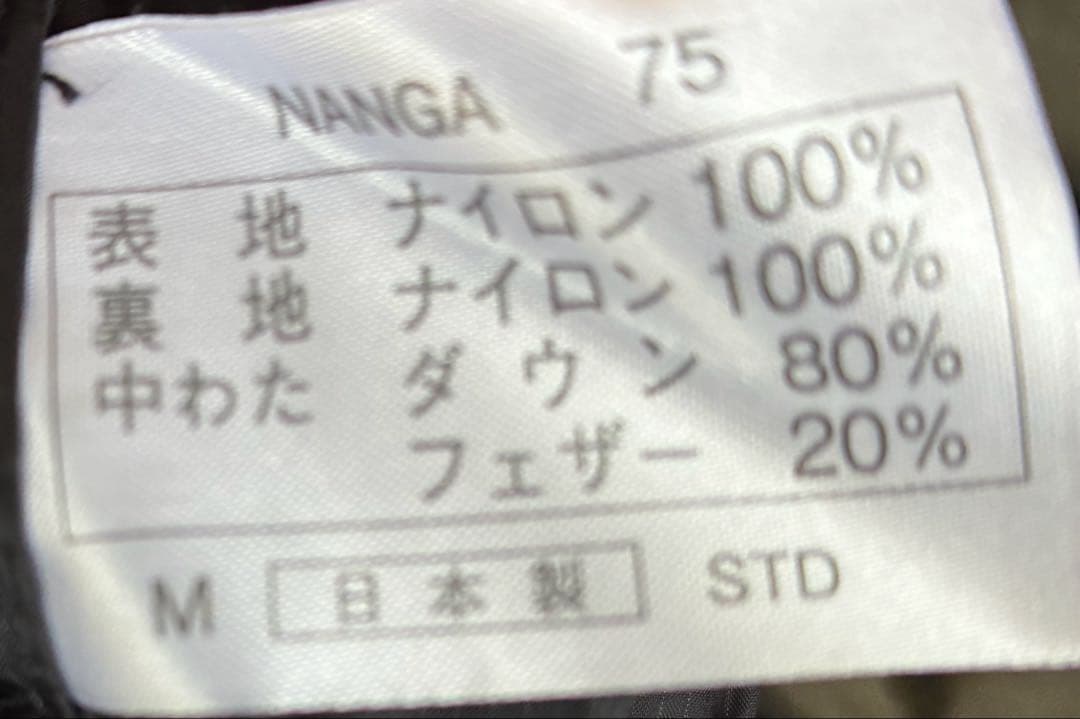 NANGA 75
表地 ナイロン 100%
裏地 ナイロン 100%
中わた ダウン 80%
フェザー 20%
M 日本製 STD